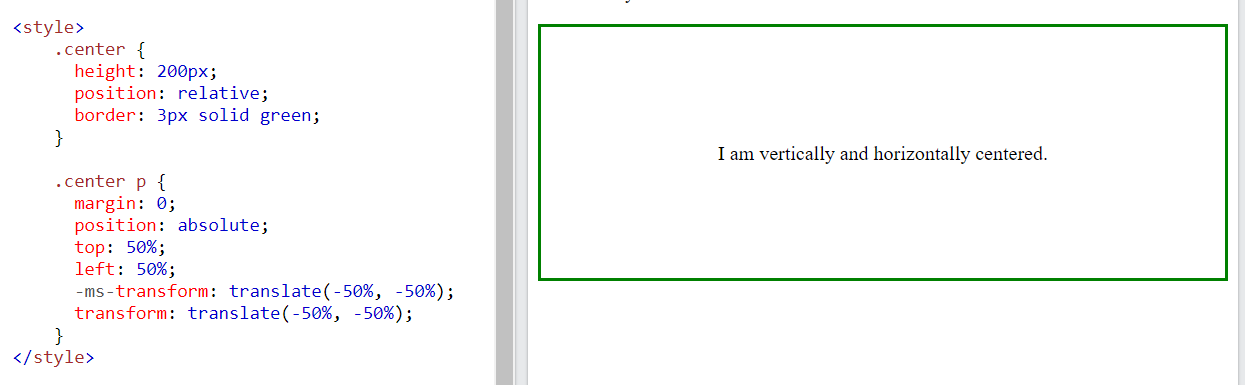 <style>
.center {
height: 200px;
position: relative;
border: 3px solid green;
}
.center p {
margin: 0;
position: absolute;
top: 50%;
left: 50%;
-ms-transform: translate(-50%, -50%);
transform: translate(-50%, -50%);
}
</style>
I am vertically and horizontally centered.